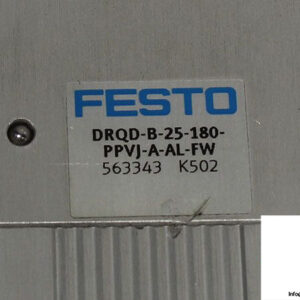 FESTO
DRQD-B-25-180-
PPVJ-A-AL-FW
563343 K502